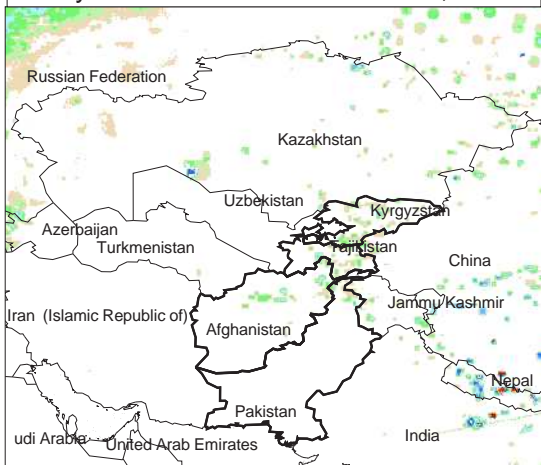 Russian Federation
Kazakhstan
Uzbekistan
Kyrgyzstan
Azerbaijan
Turkmenistan
Tajikistan
China
Iran (Islamic Republic of)
Jammu Kashmir
Afghanistan
Nepal
Pakistan
udi Arabia
United Arab Emirates
India